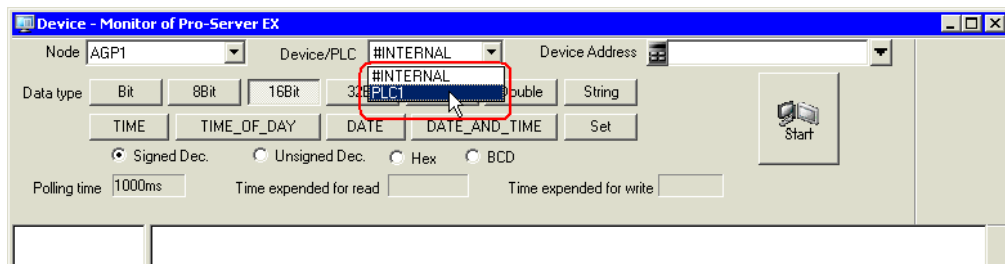 Device - Monitor of Pro-Server EX
Node AGP1 Device/PLC #INTERNAL Device Address
#INTERNAL
PLC1
Data type Bit 8Bit 16Bit Double String
TIME TIME_OF_DAY DATE DATE_AND_TIME Set
Start
Signed Dec. Unsigned Dec. Hex BCD
Polling time 1000ms Time expended for read Time expended for write